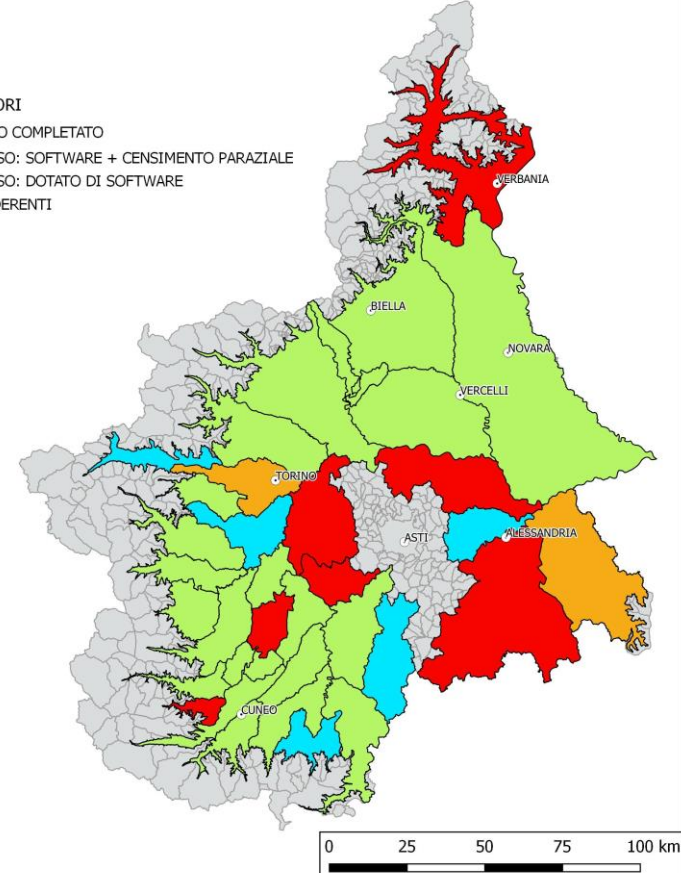 ORI
O COMPLETATO
SO: SOFTWARE + CENSIMENTO PARAZIALE
SO: DOTATO DI SOFTWARE
DERENTI
VERBANIA
BIELLA
NOVARA
VERCELLI
TORINO
ASTI
ALESSANDRIA
CUNEO
0 25 50 75 100 km